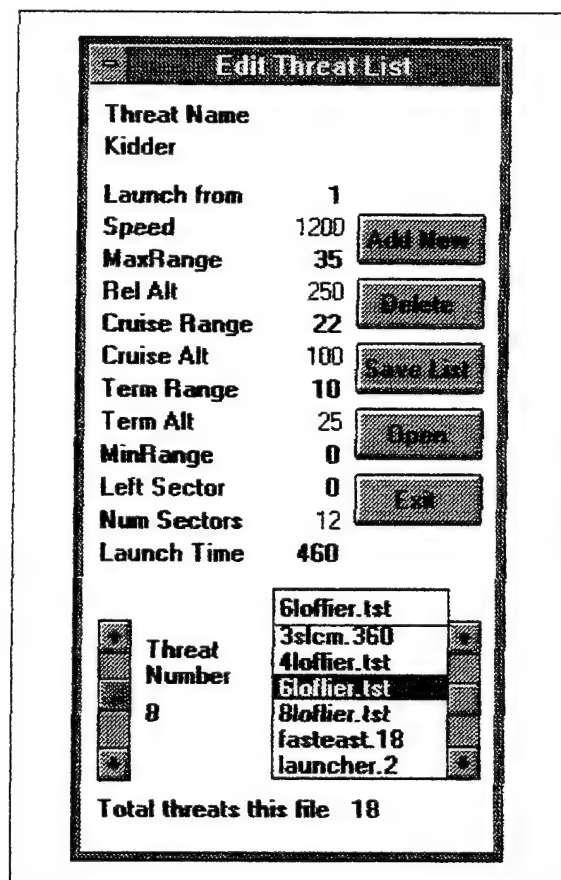 Edit Threat List
Threat Name
Kidder
Launch from 1
Speed 1200
MaxRange 35
Rel Alt 250
Cruise Range 22
Cruise Alt 100
Term Range 10
Term Alt 25
MinRange 0
Left Sector 0
Num Sectors 12
Launch Time 460
Add New
Delete
Save List
Open
Exit
Threat
Number
8
6loflier.tst
3slcm.360
4loflier.tst
6loflier.tst
8loflier.tst
fasteast.18
launcher.2
Total threats this file 18